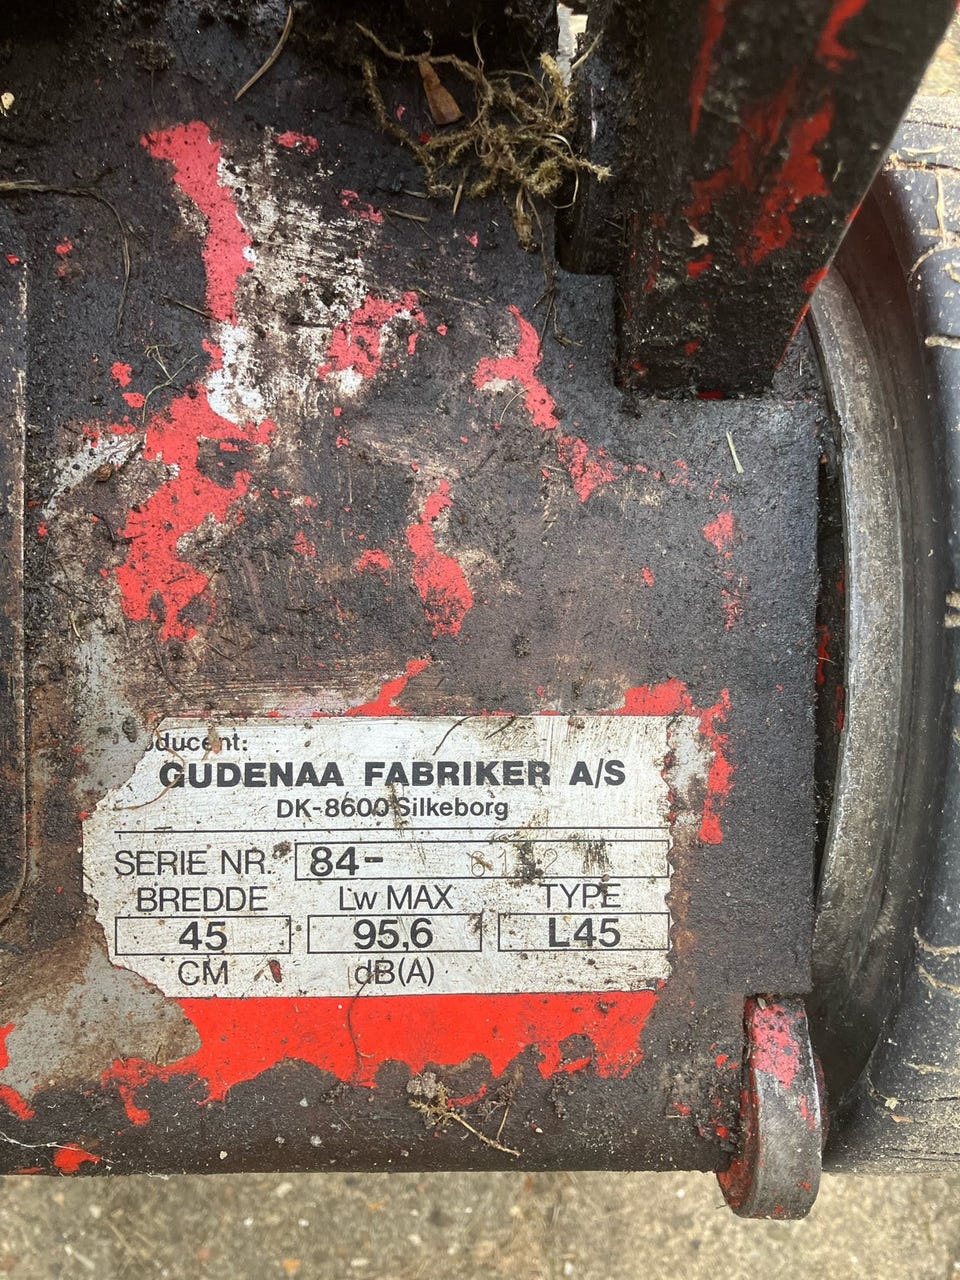 oducent:
GUDENAA FABRIKER A/S
DK-8600 Silkeborg
SERIE NR. 84-
BREDDE Lw MAX TYPE
45 95,6 L45
CM dB(A)